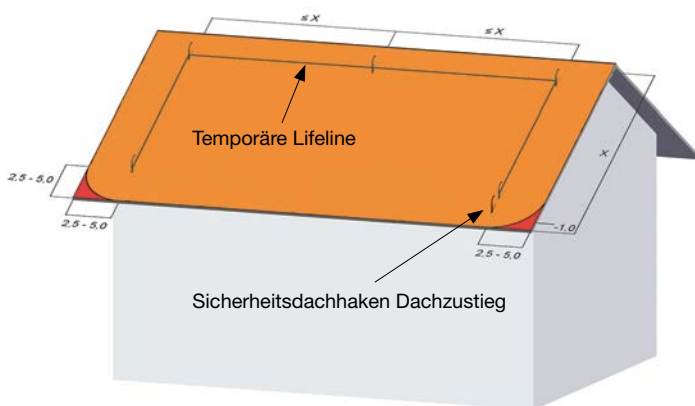 ≤ X
≤ X
Temporäre Lifeline
X
2,5 - 5,0
2,5 - 5,0
-1,0
2,5 - 5,0
Sicherheitsdachhaken Dachzustieg